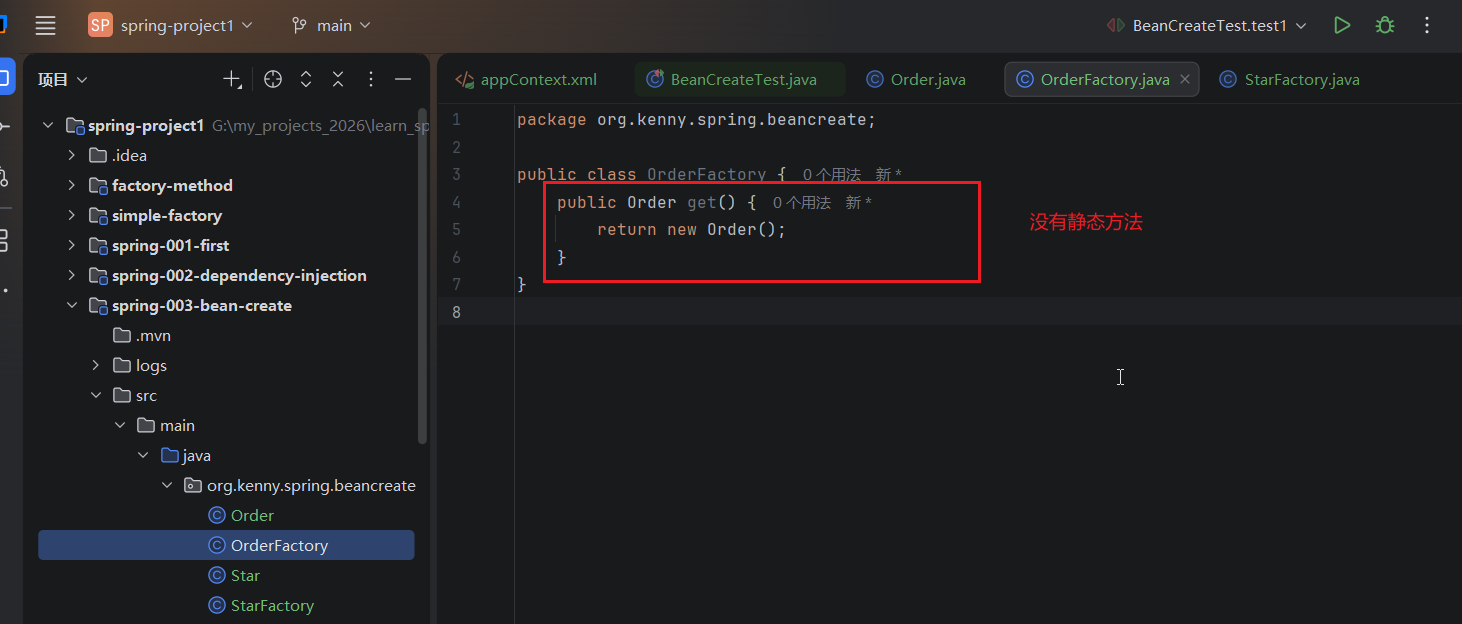 SP spring-project1 main BeanCreateTest.test1
项目
appContext.xml BeanCreateTest.java Order.java OrderFactory.java StarFactory.java
spring-project1 G:\my_projects_2026\learn_sp
.idea
factory-method
simple-factory
spring-001-first
spring-002-dependency-injection
spring-003-bean-create
.mvn
logs
src
main
java
org.kenny.spring.beancreate
Order
OrderFactory
Star
StarFactory
1 package org.kenny.spring.beancreate;
2
3 public class OrderFactory { 0个用法 新 *
4 public Order get() { 0个用法 新 *
5 return new Order();
6 }
7 }
8
没有静态方法